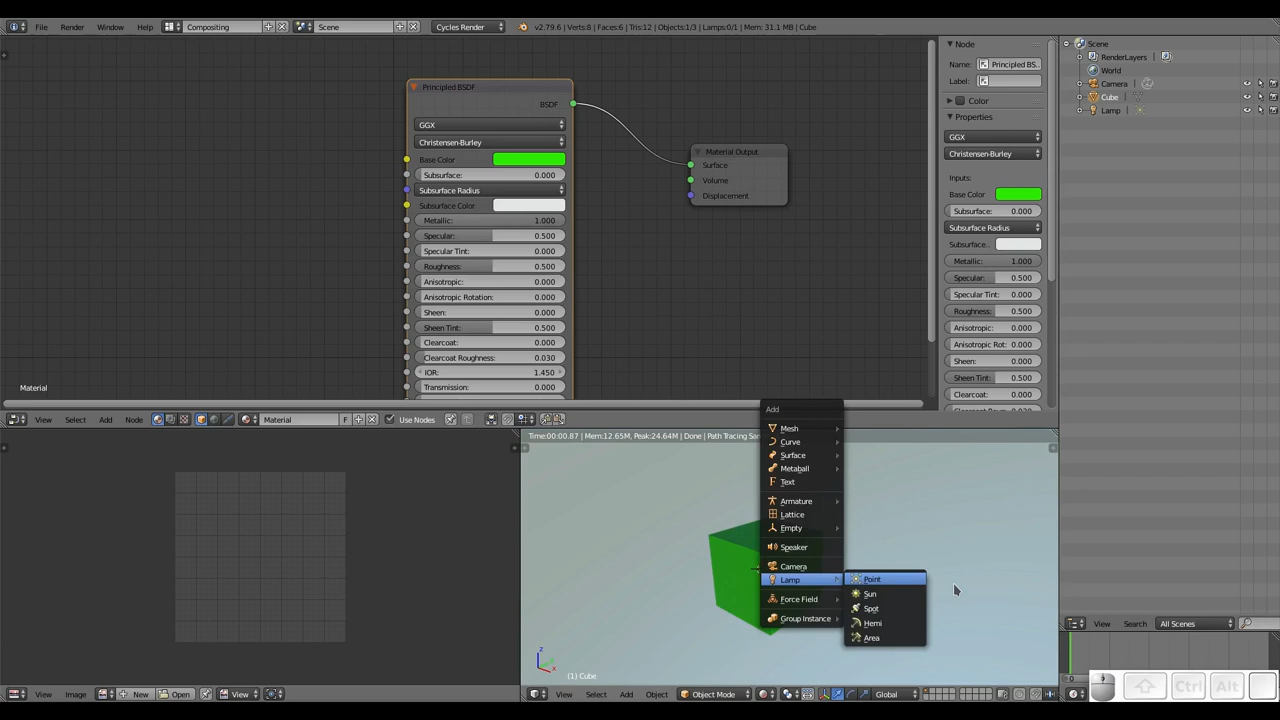 File Render Window Help Compositing Scene Cycles Render v2.79.6 | Verts:8 | Faces:6 | Tris:12 | Objects:1/3 | Lamps:0/1 | Mem: 31.1 MB | Cube
Principled BSDF
BSDF
GGX
Christensen-Burley
Base Color
Subsurface: 0.000
Subsurface Radius
Subsurface Color
Metallic: 1.000
Specular: 0.500
Specular Tint: 0.000
Roughness: 0.500
Anisotropic: 0.000
Anisotropic Rotation: 0.000
Sheen: 0.000
Sheen Tint: 0.500
Clearcoat: 0.000
Clearcoat Roughness: 0.030
IOR: 1.450
Transmission: 0.000
Material Output
Surface
Volume
Displacement
Material
Node
Name: Principled BS..
Label:
Color
Properties
GGX
Christensen-Burley
Inputs:
Base Color
Subsurface: 0.000
Subsurface Radius
Subsurface..
Metallic: 1.000
Specular: 0.500
Specular Tint: 0.000
Roughness: 0.500
Anisotropic: 0.000
Anisotropic Rot: 0.000
Sheen: 0.000
Sheen Tint: 0.500
Clearcoat: 0.000
Scene
RenderLayers
World
Camera
Cube
Lamp
View Select Add Node Material F Use Nodes
Time:00:00.87 | Mem:12.65M, Peak:24.64M | Done | Path Tracing Sam
Add
Mesh
Curve
Surface
Metaball
Text
Armature
Lattice
Empty
Speaker
Camera
Lamp
Force Field
Group Instance
Point
Sun
Spot
Hemi
Area
z
x
(1) Cube
View Search All Scenes
View Image New Open View
View Select Add Object Object Mode Global
Ctrl Alt